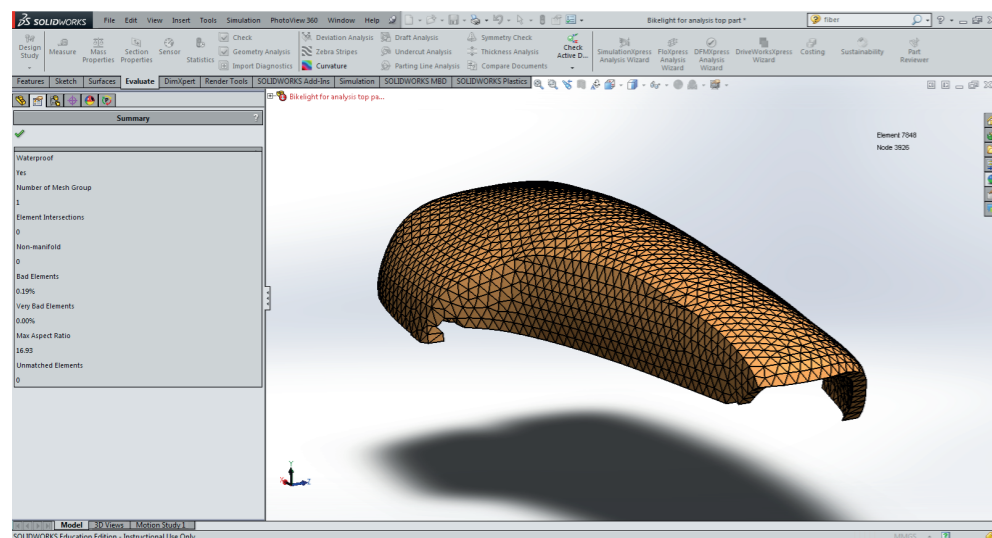 SOLIDWORKS File Edit View Insert Tools Simulation PhotoView 360 Window Help Bikelight for analysis top part * fiber
Design Study
Measure
Mass Properties
Section Properties
Sensor
Statistics
Check
Geometry Analysis
Import Diagnostics
Deviation Analysis
Zebra Stripes
Curvature
Draft Analysis
Undercut Analysis
Parting Line Analysis
Symmetry Check
Thickness Analysis
Compare Documents
Check Active D...
SimulationXpress Analysis Wizard
FloXpress Analysis Wizard
DFMXpress Analysis Wizard
DriveWorksXpress Wizard
Costing
Sustainability
Part Reviewer
Features Sketch Surfaces Evaluate DimXpert Render Tools SOLIDWORKS Add-Ins Simulation SOLIDWORKS MBD SOLIDWORKS Plastics
Bikelight for analysis top pa...
Summary ?
Waterproof
Yes
Number of Mesh Group
1
Element Intersections
0
Non-manifold
0
Bad Elements
0.19%
Very Bad Elements
0.00%
Max Aspect Ratio
16.93
Unmatched Elements
0
Element 7848
Node 3926
Y
X Z
Model 3D Views Motion Study 1
SOLIDWORKS Education Edition - Instructional Use Only MMGS